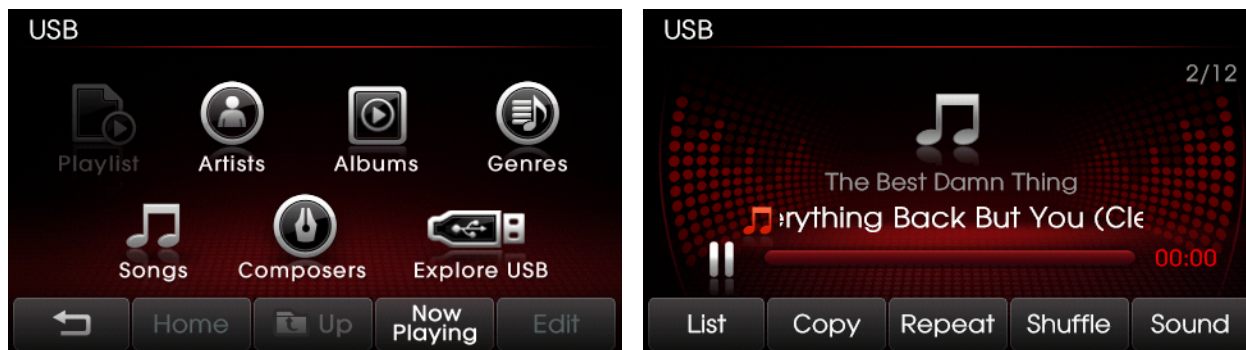 USB
Playlist
Artists
Albums
Genres
Songs
Composers
Explore USB
Home
Up
Now
Playing
Edit
USB
2/12
The Best Damn Thing
erything Back But You (Cle
00:00
List
Copy
Repeat
Shuffle
Sound